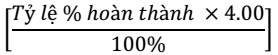 [Tỷ lệ % hoàn thành × 4.00
100%]